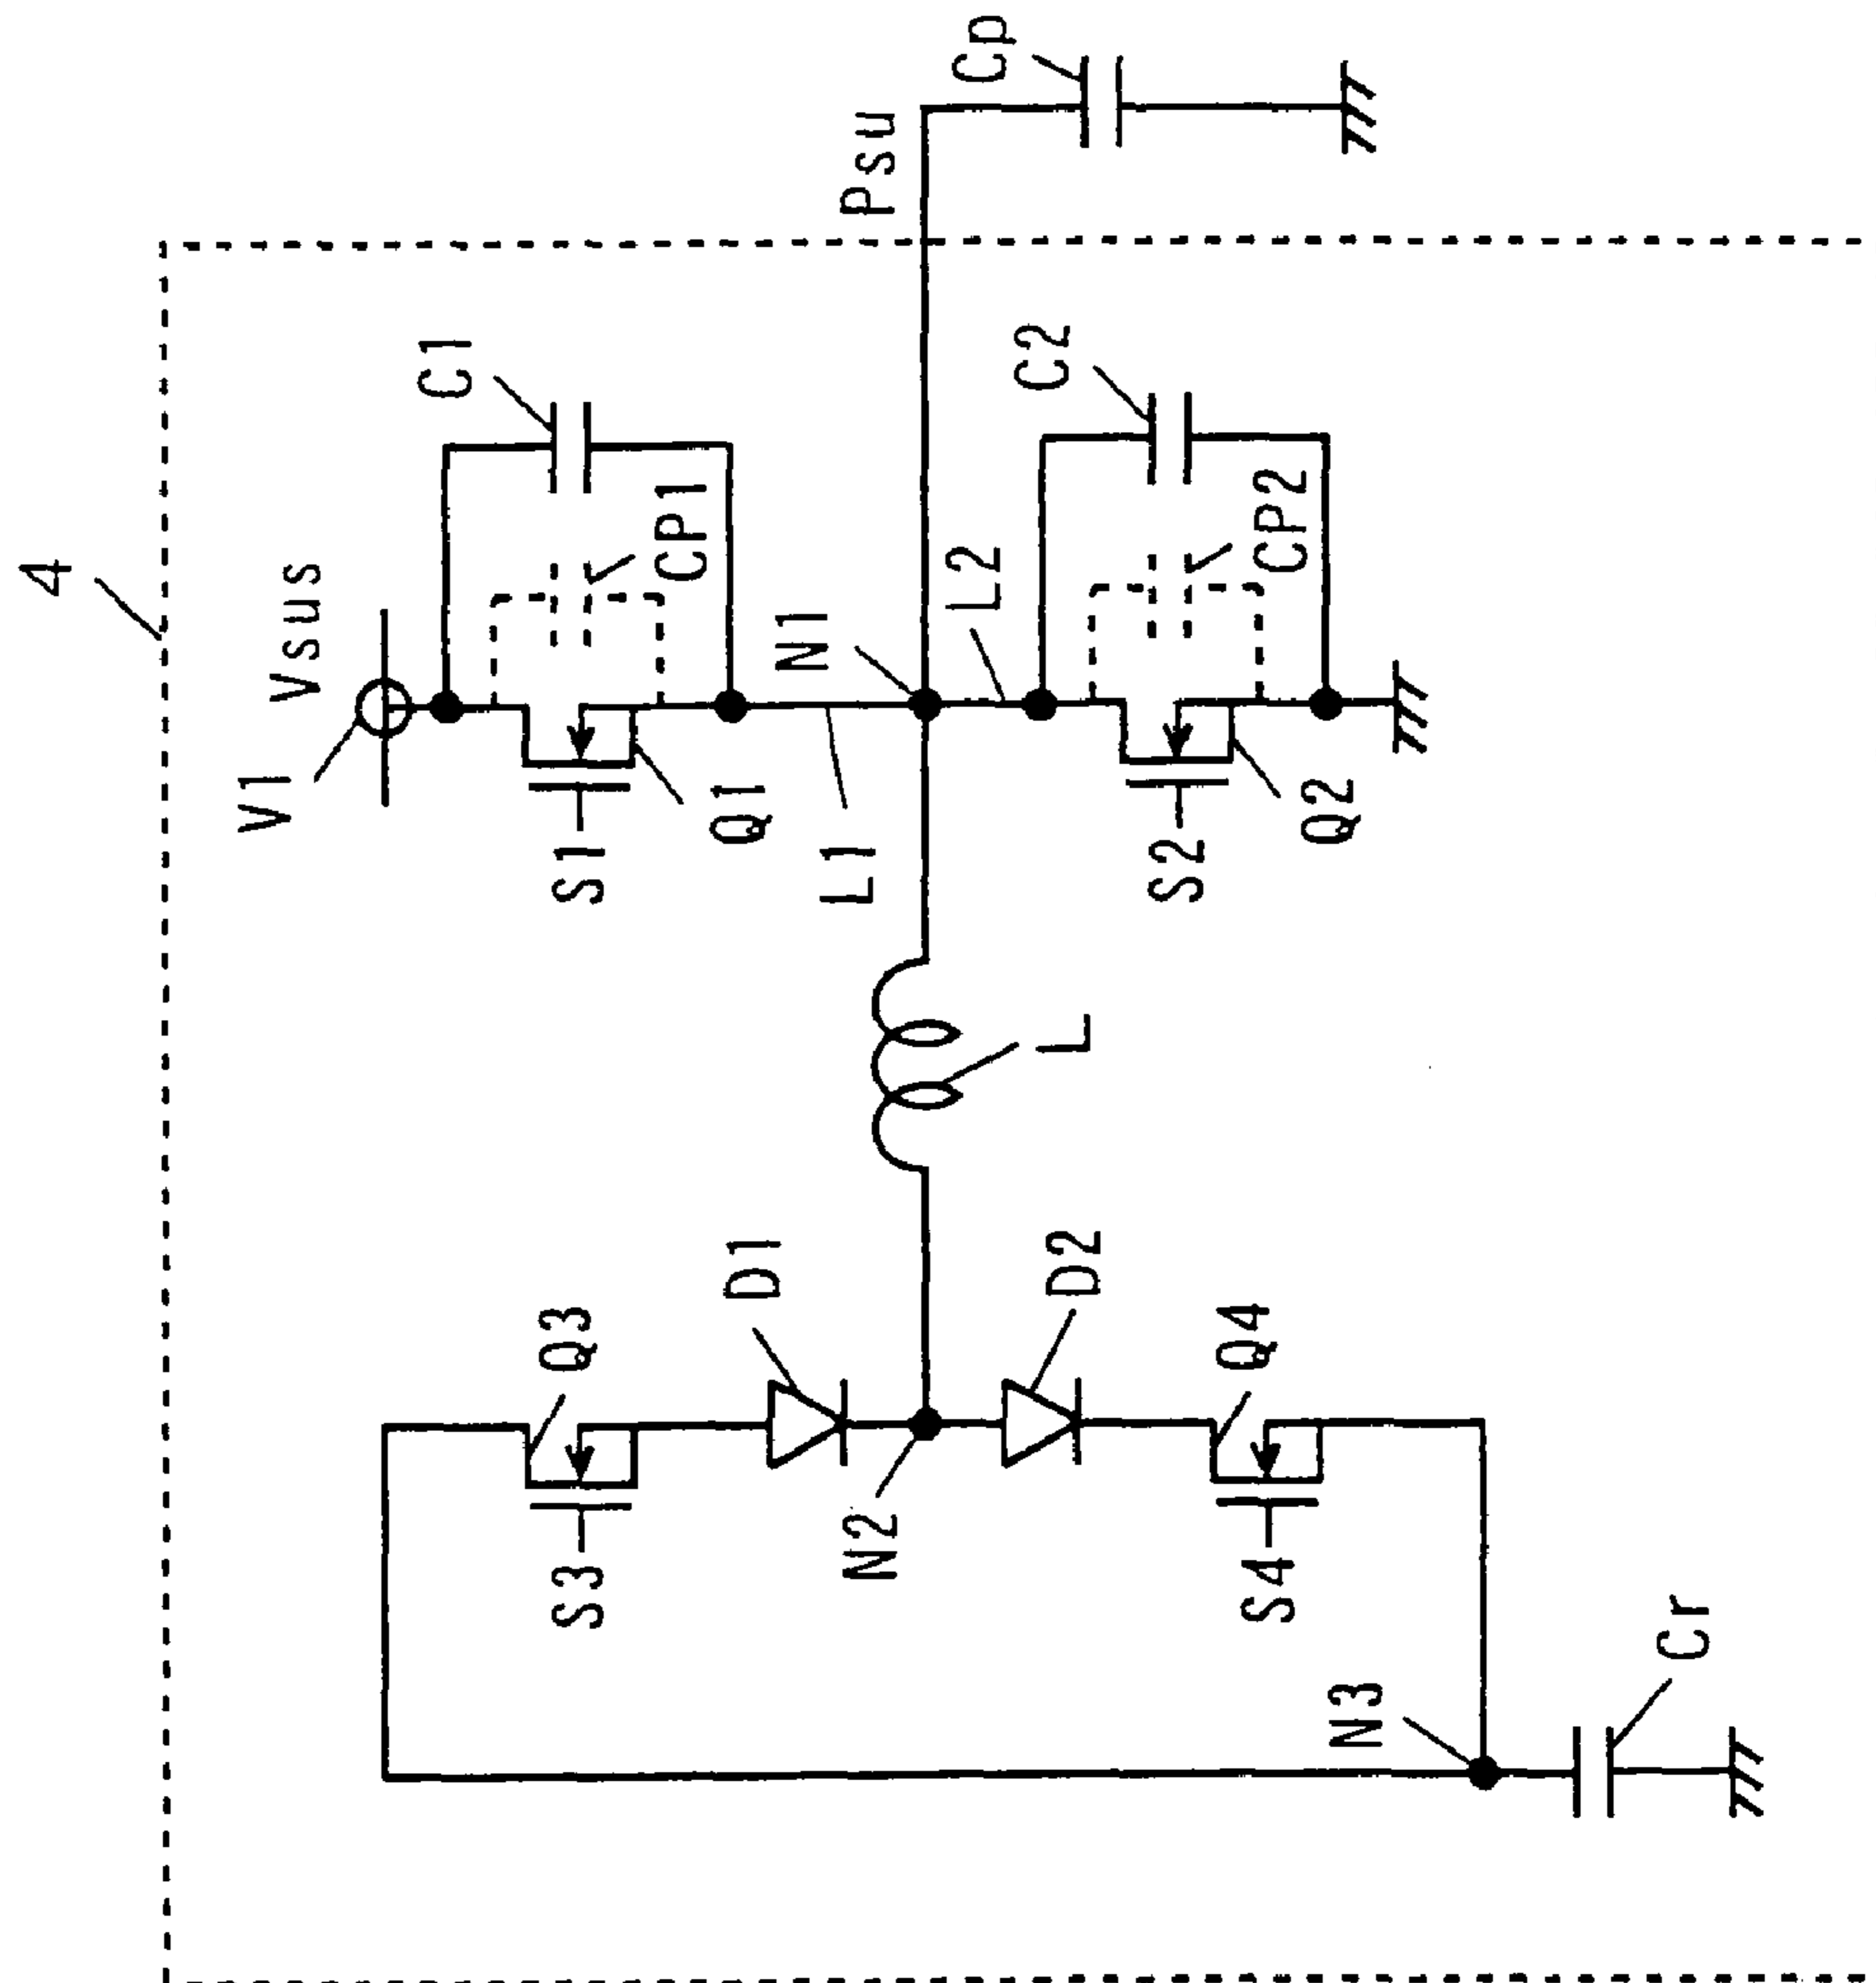 4
V1
Vsus
C1
S1
Q1
CP1
L1
N1
Psu
Cp
L2
C2
S2
Q2
CP2
L
Q3
S3
D1
N2
D2
Q4
S4
N3
Cr